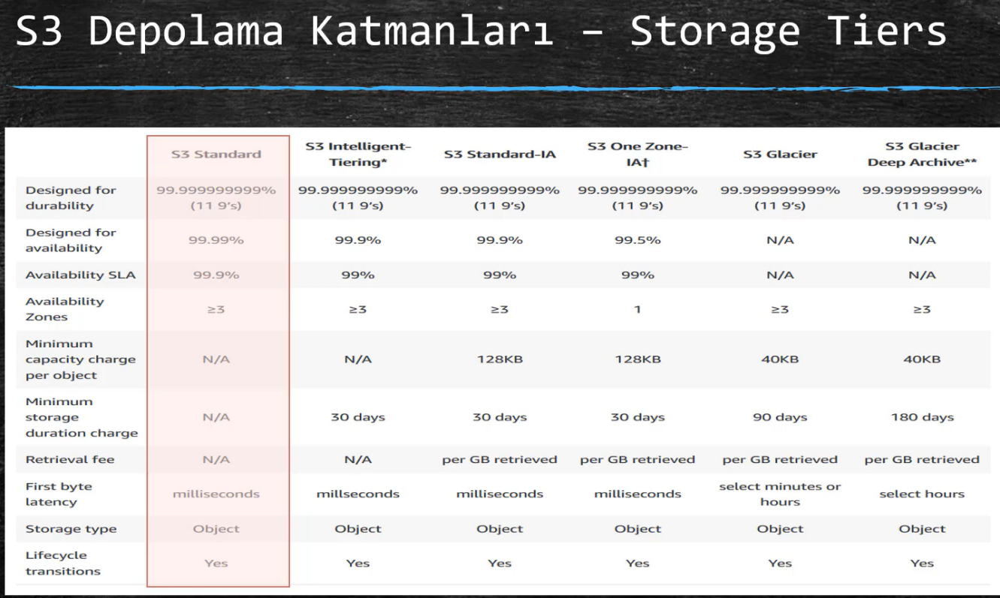 S3 Depolama Katmanları – Storage Tiers
S3 Standard
S3 Intelligent-
Tiering*
S3 Standard-IA
S3 One Zone-
IA†
S3 Glacier
S3 Glacier
Deep Archive**
Designed for
durability
99.999999999%
(11 9’s)
99.999999999%
(11 9’s)
99.999999999%
(11 9’s)
99.999999999%
(11 9’s)
99.999999999%
(11 9’s)
99.999999999%
(11 9’s)
Designed for
availability
99.99%
99.9%
99.9%
99.5%
N/A
N/A
Availability SLA
99.9%
99%
99%
99%
N/A
N/A
Availability
Zones
≥3
≥3
≥3
1
≥3
≥3
Minimum
capacity charge
per object
N/A
N/A
128KB
128KB
40KB
40KB
Minimum
storage
duration charge
N/A
30 days
30 days
30 days
90 days
180 days
Retrieval fee
N/A
N/A
per GB retrieved
per GB retrieved
per GB retrieved
per GB retrieved
First byte
latency
milliseconds
millseconds
milliseconds
milliseconds
select minutes or
hours
select hours
Storage type
Object
Object
Object
Object
Object
Object
Lifecycle
transitions
Yes
Yes
Yes
Yes
Yes
Yes